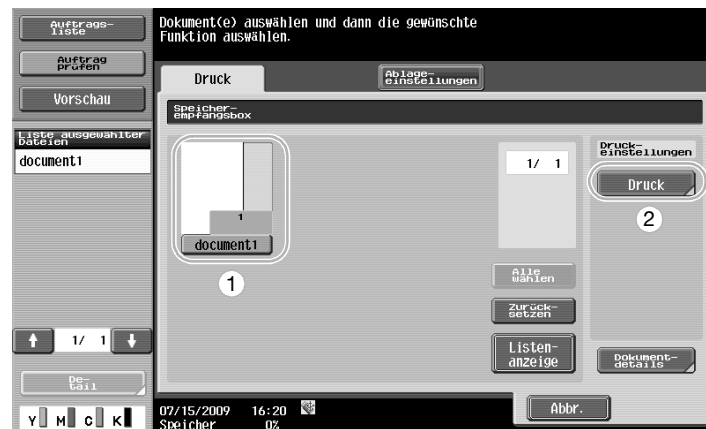 Auftrags-
liste
Auftrag
prüfen
Vorschau
Liste ausgewählter
Dateien
document1
1/ 1
De-
tail
Y M C K
Dokument(e) auswählen und dann die gewünschte
Funktion auswählen.
Druck
Ablage-
einstellungen
Speicher-
empfangsbox
1
document1
1
1/ 1
Alle
wählen
Zurück-
setzen
Listen-
anzeige
Druck-
einstellungen
Druck
2
Dokument-
details
07/15/2009 16:20
Speicher 0%
Abbr.